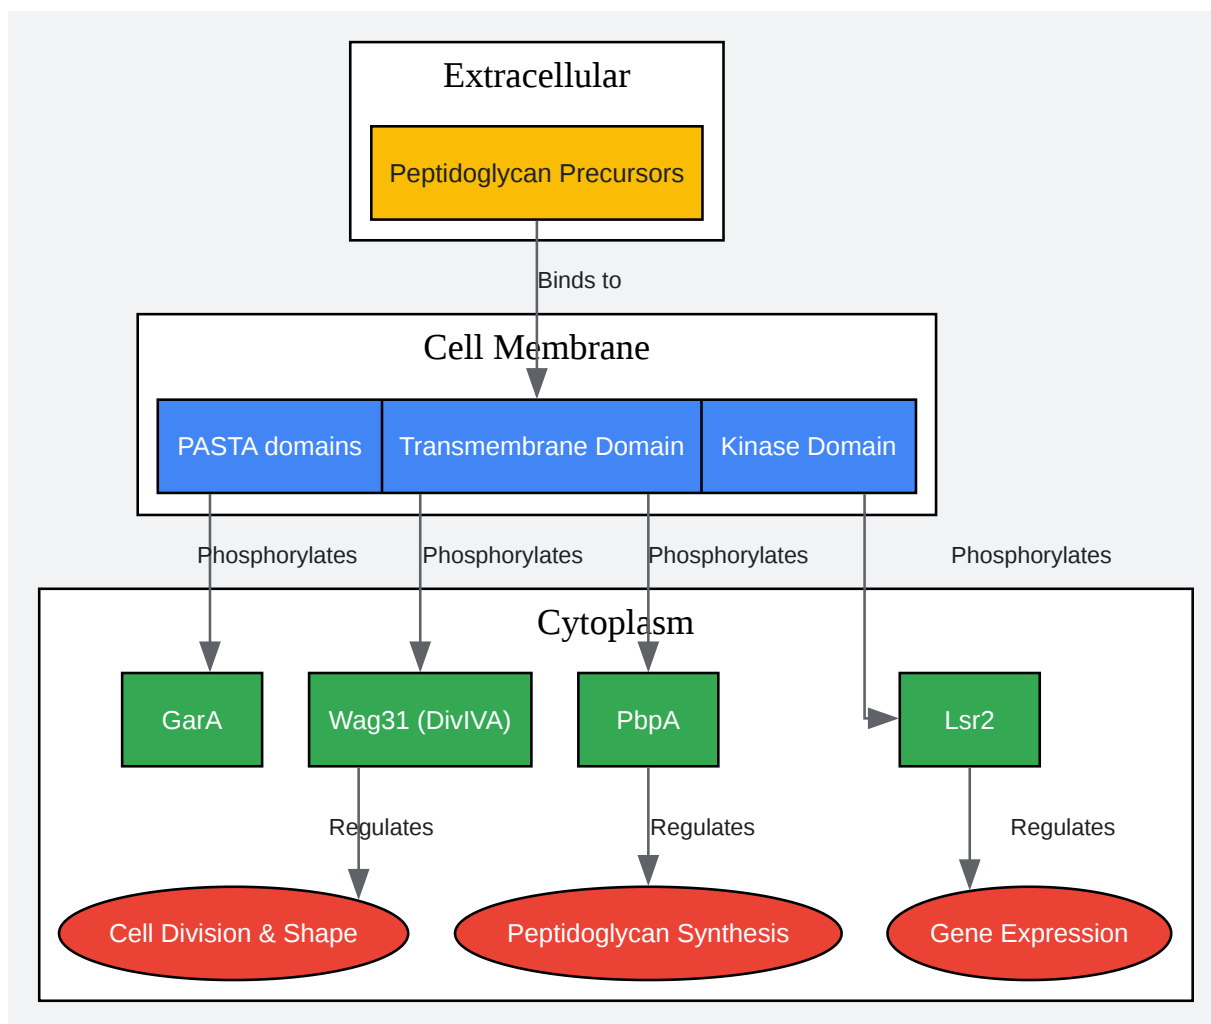 Extracellular
Peptidoglycan Precursors
Binds to
Cell Membrane
PASTA domains
Transmembrane Domain
Kinase Domain
Phosphorylates
Phosphorylates
Phosphorylates
Phosphorylates
Cytoplasm
GarA
Wag31 (DivIVA)
PbpA
Lsr2
Regulates
Regulates
Regulates
Cell Division & Shape
Peptidoglycan Synthesis
Gene Expression